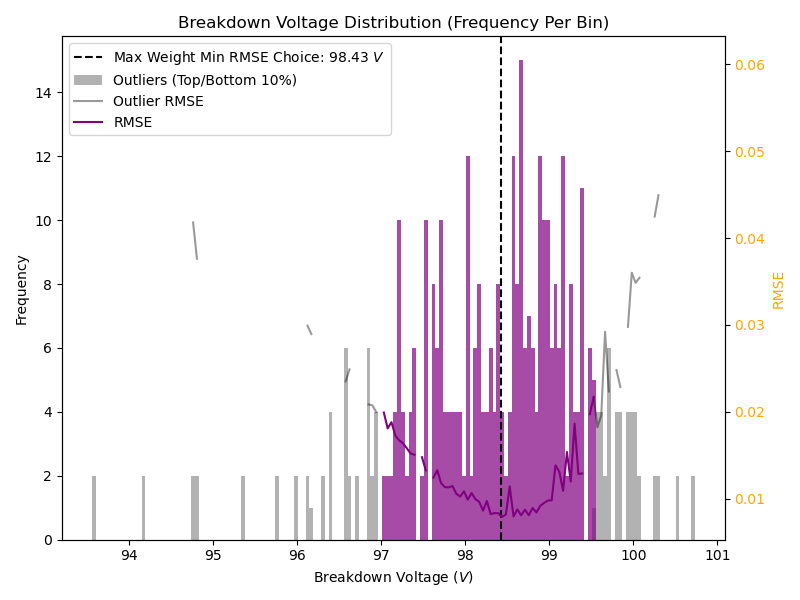 Breakdown Voltage Distribution (Frequency Per Bin)
Max Weight Min RMSE Choice: 98.43 V
Outliers (Top/Bottom 10%)
Outlier RMSE
RMSE
Frequency
0
2
4
6
8
10
12
14
RMSE
0.01
0.02
0.03
0.04
0.05
0.06
94
95
96
97
98
99
100
101
Breakdown Voltage (V)